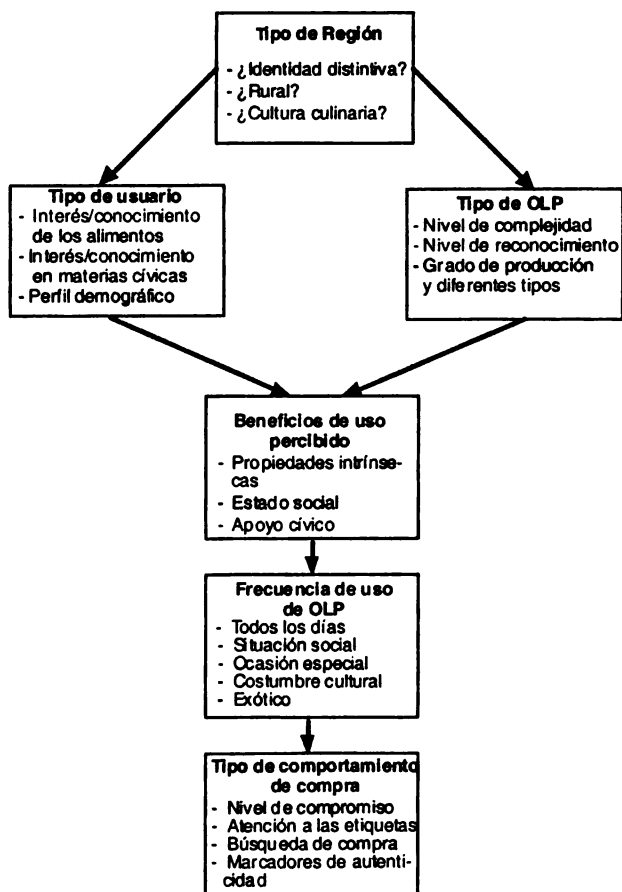 Tipo de Región
- ¿Identidad distintiva?
- ¿Rural?
- ¿Cultura culinaria?
Tipo de usuario
- Interés/conocimiento
de los alimentos
- Interés/conocimiento
en materias cívicas
- Perfil demográfico
Tipo de OLP
- Nivel de complejidad
- Nivel de reconocimiento
- Grado de producción
y diferentes tipos
Beneficios de uso
percibido
- Propiedades intrínse-
cas
- Estado social
- Apoyo cívico
Frecuencia de uso
de OLP
- Todos los días
- Situación social
- Ocasión especial
- Costumbre cultural
- Exótico
Tipo de comportamiento
de compra
- Nivel de compromiso
- Atención a las etiquetas
- Búsqueda de compra
- Marcadores de autenti-
cidad